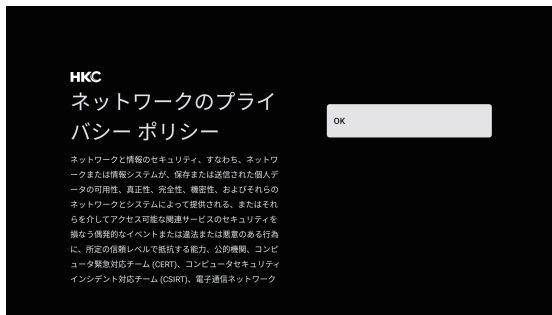 HKC
ネットワークのプライ
バシー ポリシー
ネットワークと情報のセキュリティ、すなわち、ネットワ
ークまたは情報システムが、保存または送信された個人デ
ータの可用性、真正性、完全性、機密性、およびそれらの
ネットワークとシステムによって提供される、またはそれ
らを介してアクセス可能な関連サービスのセキュリティを
損なう偶発的なイベントまたは違法または悪意のある行為
に、所定の信頼レベルで抵抗する能力、公的機関、コンピ
ュータ緊急対応チーム (CERT)、コンピュータセキュリティ
インシデント対応チーム (CSIRT)、電子通信ネットワーク
OK